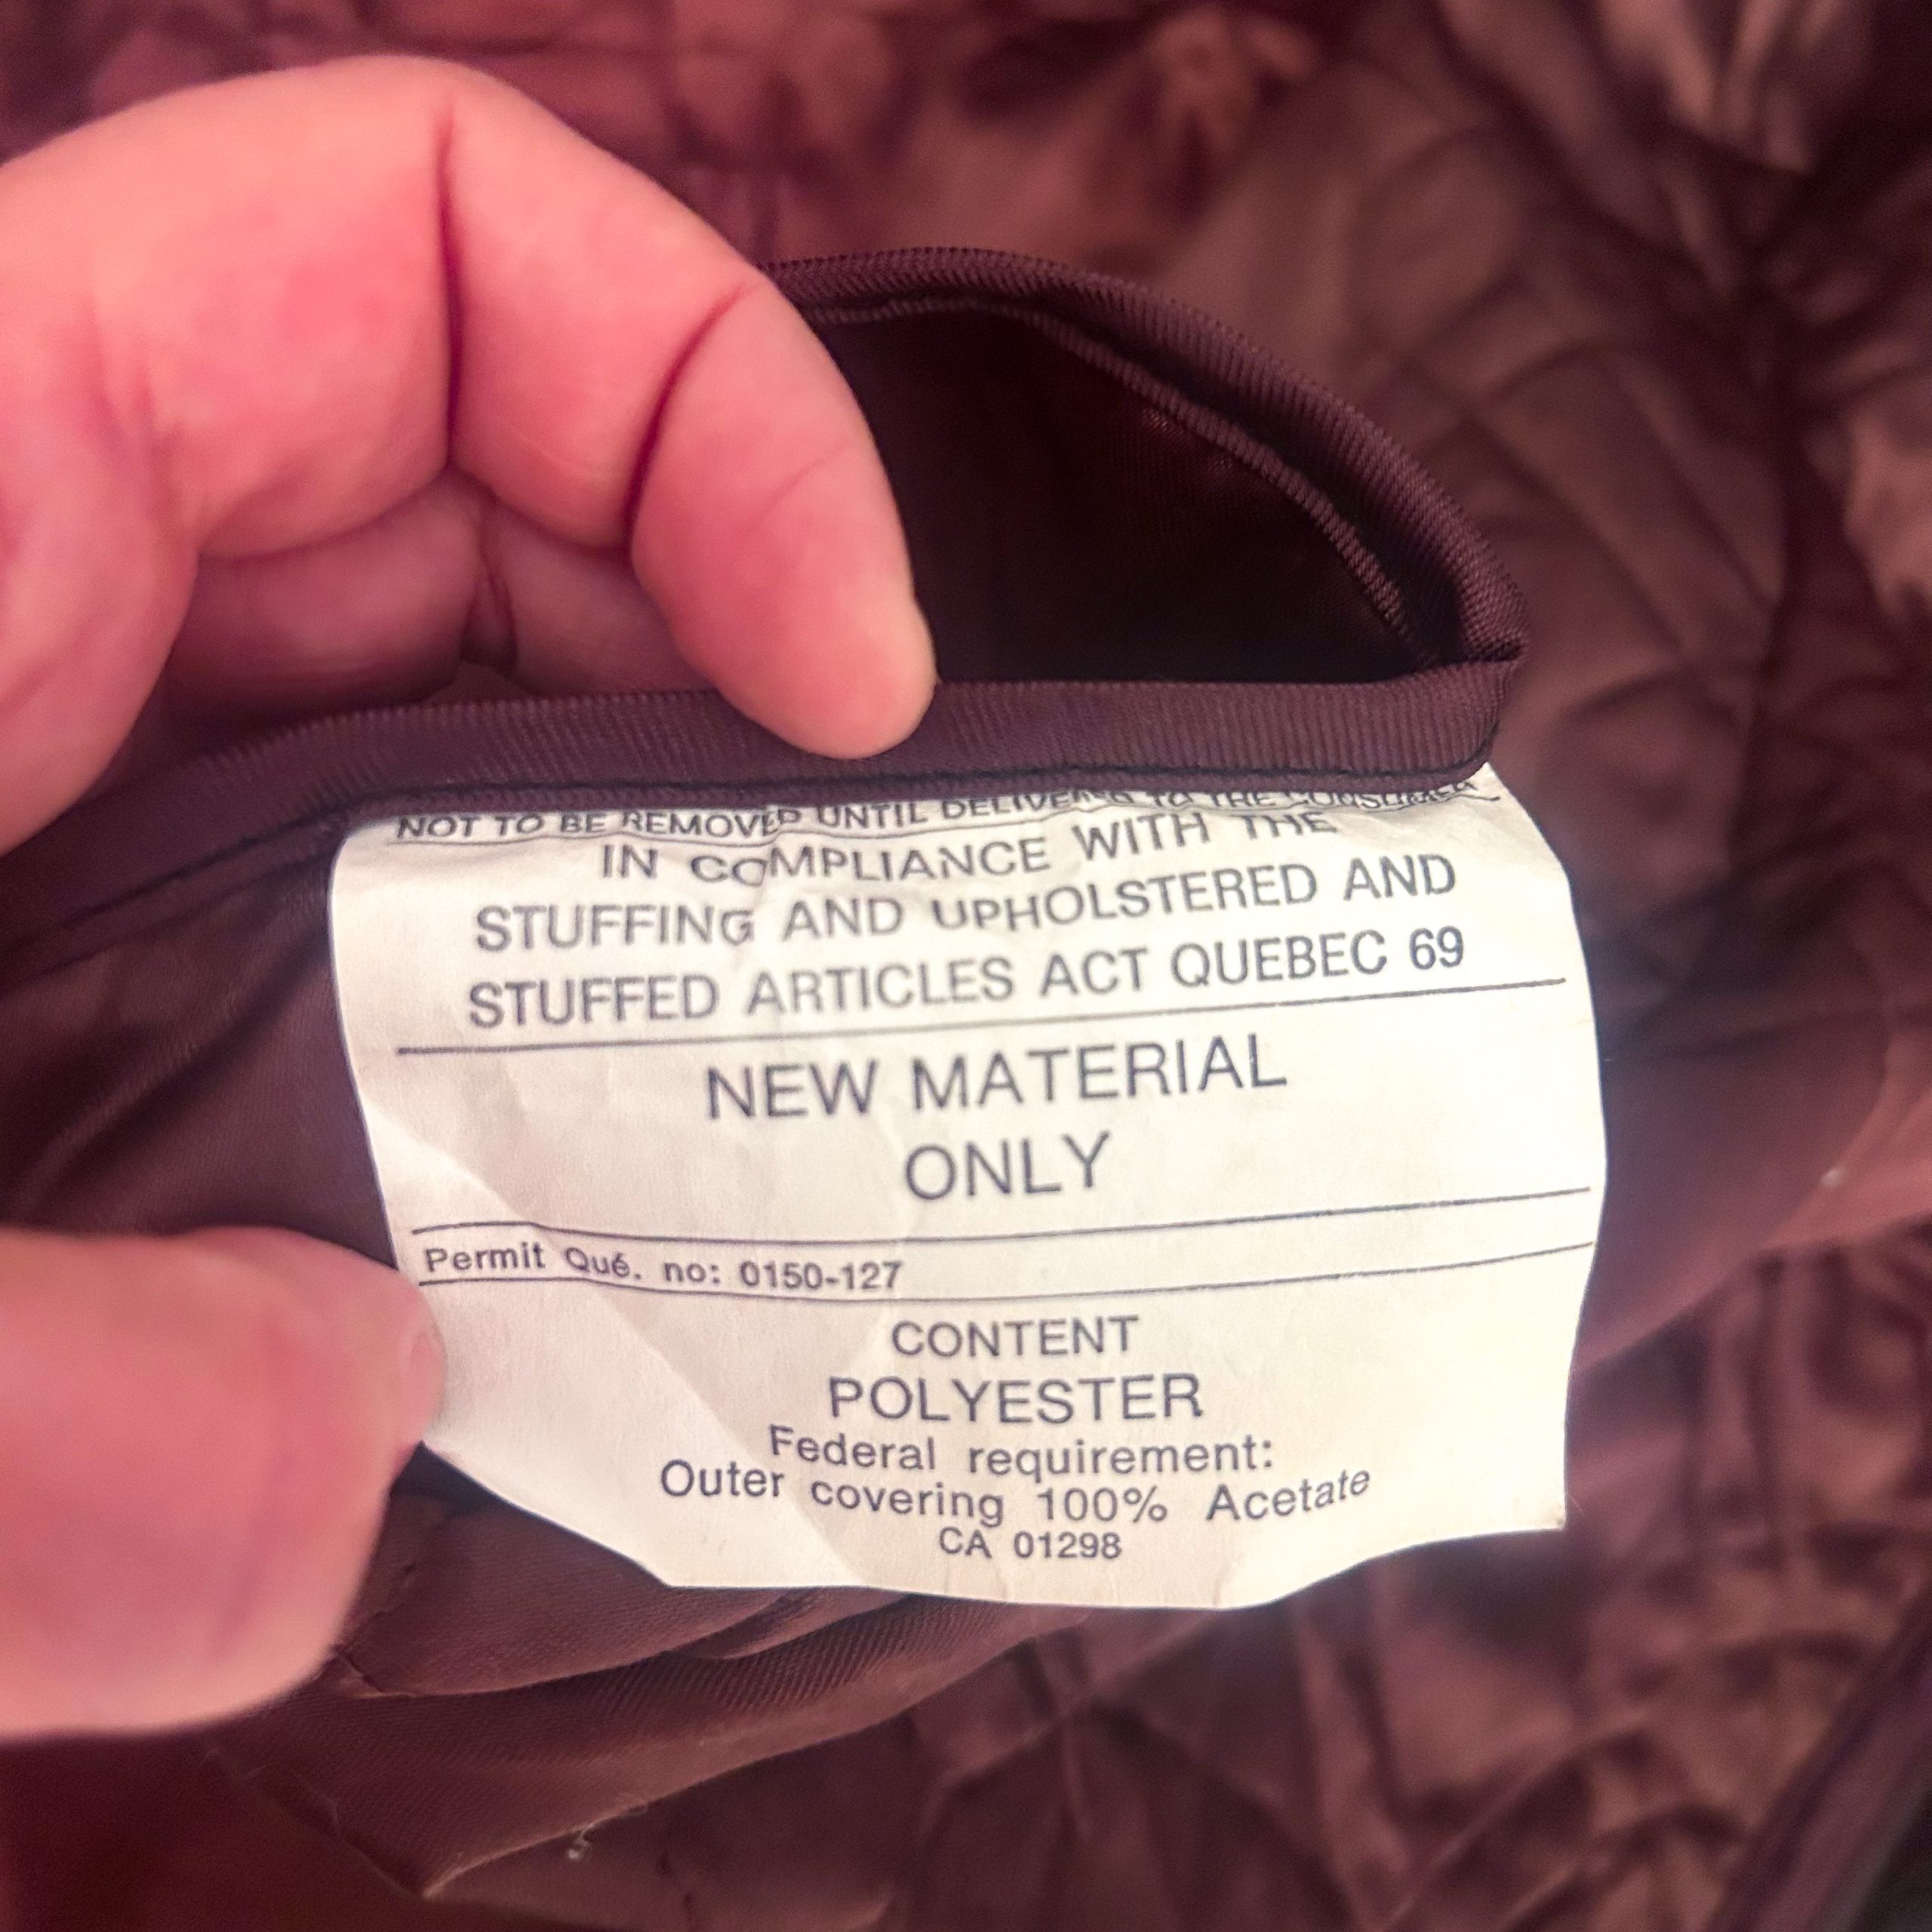 NOT TO BE REMOVED UNTIL DELIVERED TO THE CONSUMER
IN COMPLIANCE WITH THE
STUFFING AND UPHOLSTERED AND
STUFFED ARTICLES ACT QUEBEC 69
NEW MATERIAL
ONLY
Permit Qué. no: 0150-127
CONTENT
POLYESTER
Federal requirement:
Outer covering 100% Acetate
CA 01298